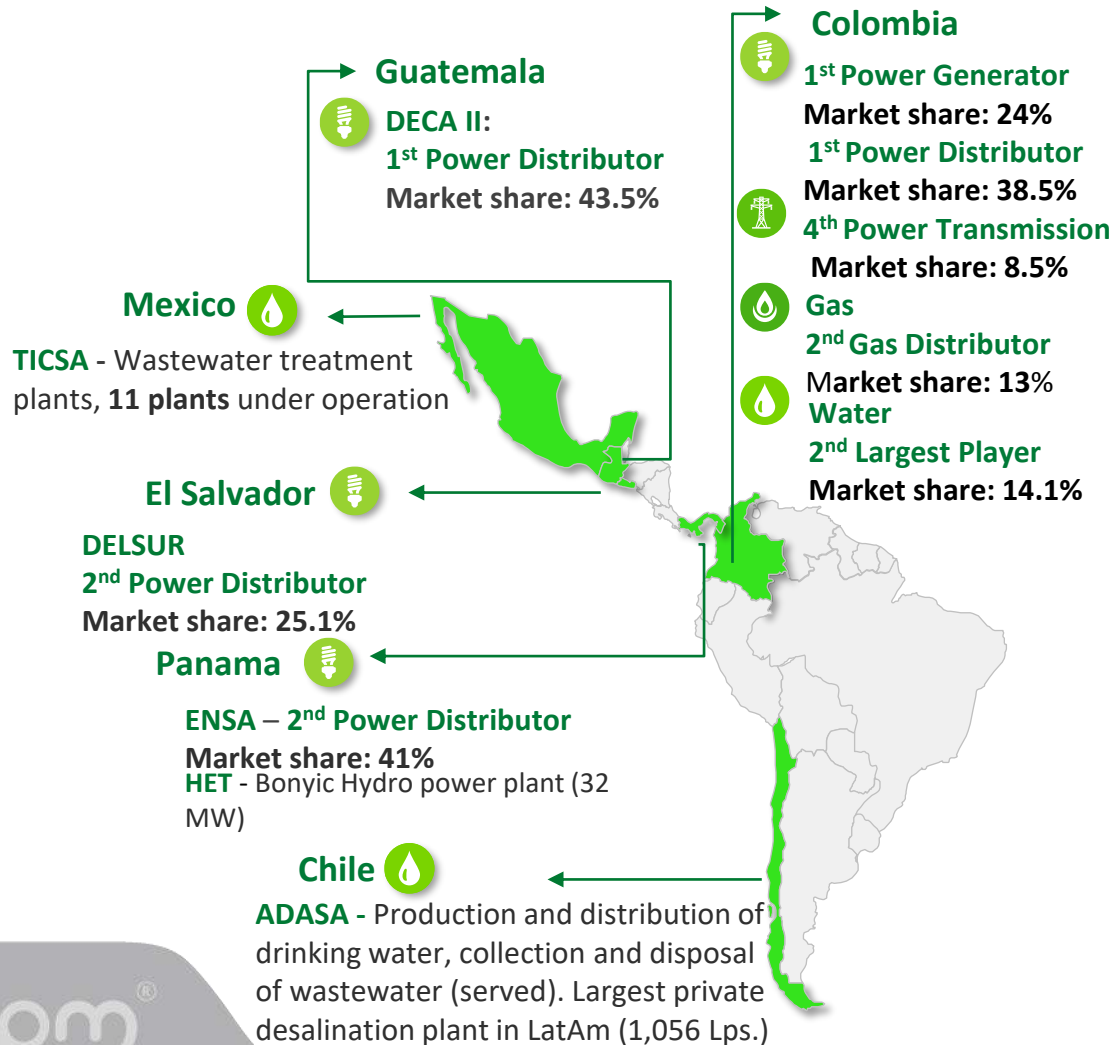 Guatemala
DECA II:
1st Power Distributor
Market share: 43.5%
Colombia
1st Power Generator
Market share: 24%
1st Power Distributor
Market share: 38.5%
4th Power Transmission
Market share: 8.5%
Gas
2nd Gas Distributor
Market share: 13%
Water
2nd Largest Player
Market share: 14.1%
Mexico
TICSA - Wastewater treatment
plants, 11 plants under operation
El Salvador
DELSUR
2nd Power Distributor
Market share: 25.1%
Panama
ENSA – 2nd Power Distributor
Market share: 41%
HET - Bonyic Hydro power plant (32
MW)
Chile
ADASA - Production and distribution of
drinking water, collection and disposal
of wastewater (served). Largest private
desalination plant in LatAm (1,056 Lps.)
om®